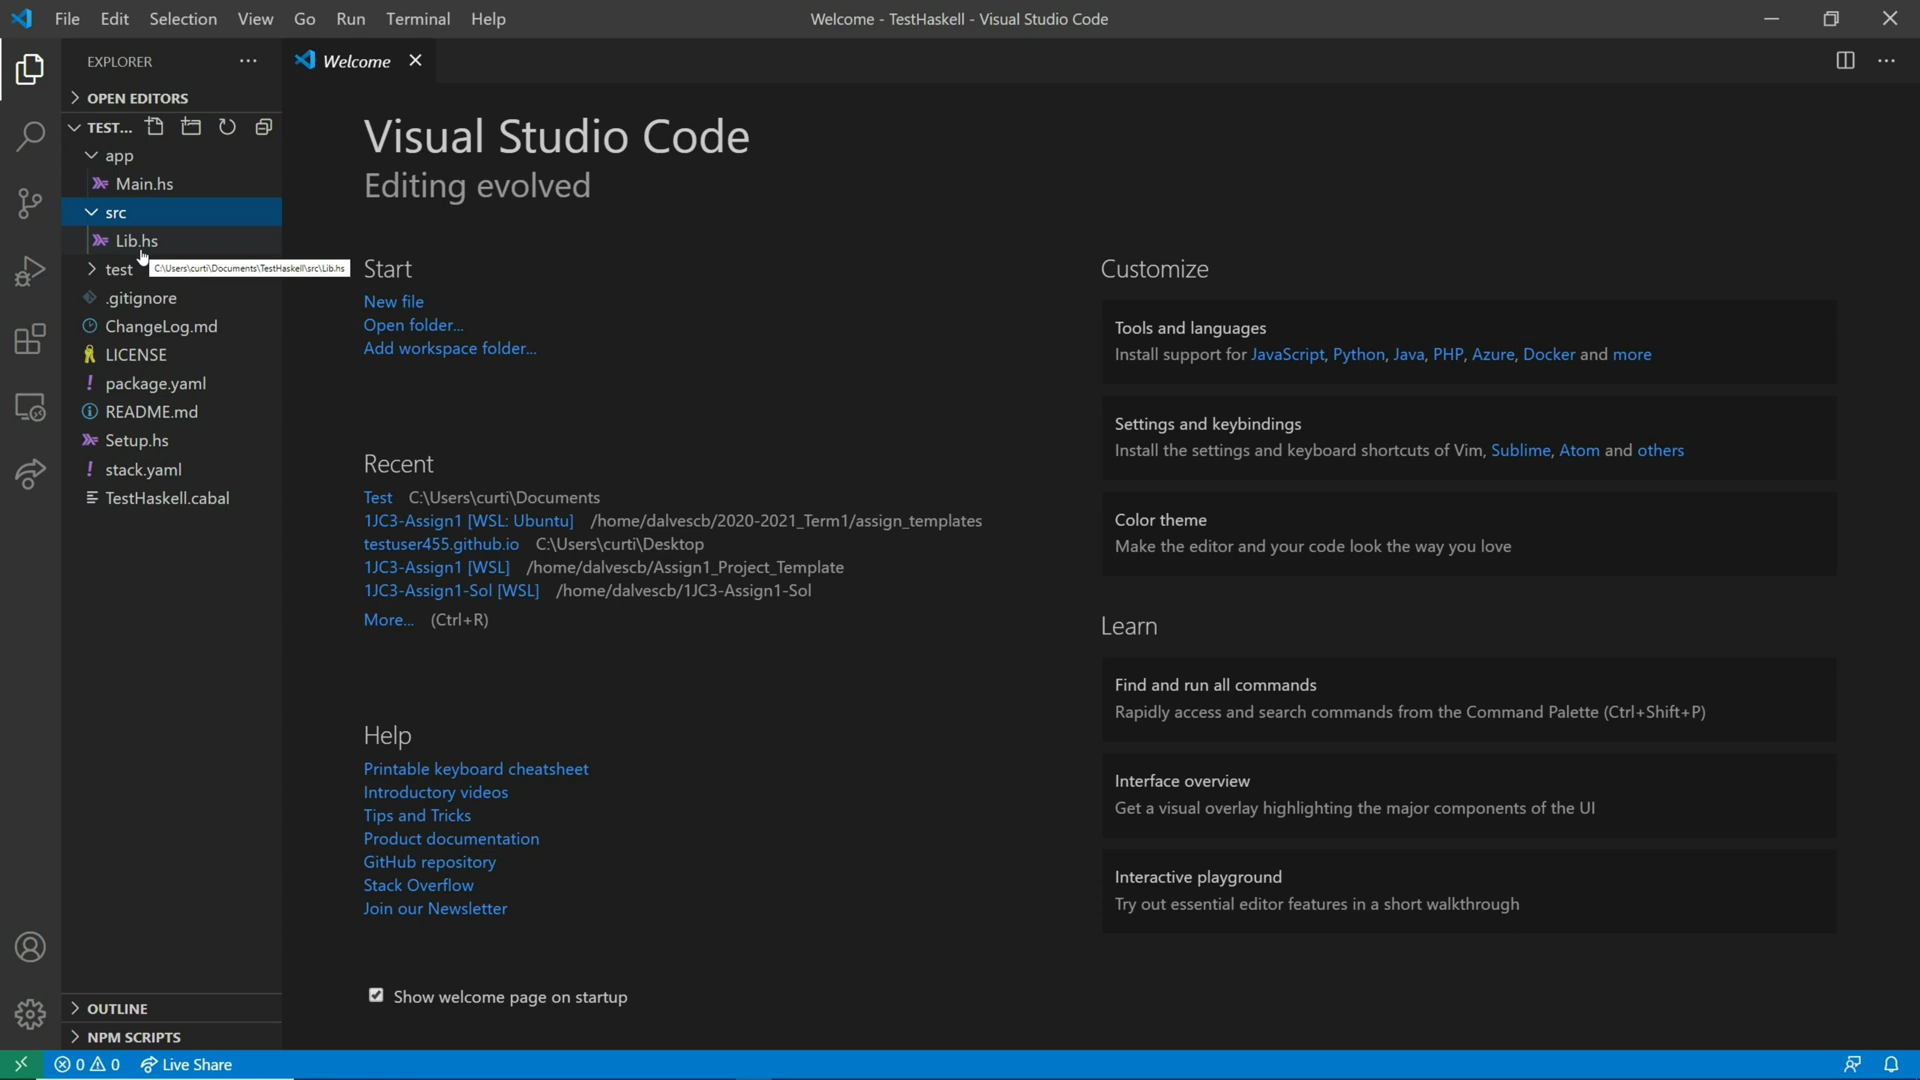 File Edit Selection View Go Run Terminal Help
Welcome - TestHaskell - Visual Studio Code
EXPLORER
Welcome
OPEN EDITORS
TEST...
app
Main.hs
src
Lib.hs
test
C:\Users\curti\Documents\TestHaskell\src\Lib.hs
.gitignore
ChangeLog.md
LICENSE
package.yaml
README.md
Setup.hs
stack.yaml
TestHaskell.cabal
OUTLINE
NPM SCRIPTS
Visual Studio Code
Editing evolved
Start
New file
Open folder...
Add workspace folder...
Recent
Test C:\Users\curti\Documents
1JC3-Assign1 [WSL: Ubuntu] /home/dalvescb/2020-2021_Term1/assign_templates
testuser455.github.io C:\Users\curti\Desktop
1JC3-Assign1 [WSL] /home/dalvescb/Assign1_Project_Template
1JC3-Assign1-Sol [WSL] /home/dalvescb/1JC3-Assign1-Sol
More... (Ctrl+R)
Help
Printable keyboard cheatsheet
Introductory videos
Tips and Tricks
Product documentation
GitHub repository
Stack Overflow
Join our Newsletter
Show welcome page on startup
Customize
Tools and languages
Install support for JavaScript, Python, Java, PHP, Azure, Docker and more
Settings and keybindings
Install the settings and keyboard shortcuts of Vim, Sublime, Atom and others
Color theme
Make the editor and your code look the way you love
Learn
Find and run all commands
Rapidly access and search commands from the Command Palette (Ctrl+Shift+P)
Interface overview
Get a visual overlay highlighting the major components of the UI
Interactive playground
Try out essential editor features in a short walkthrough
0 0 Live Share